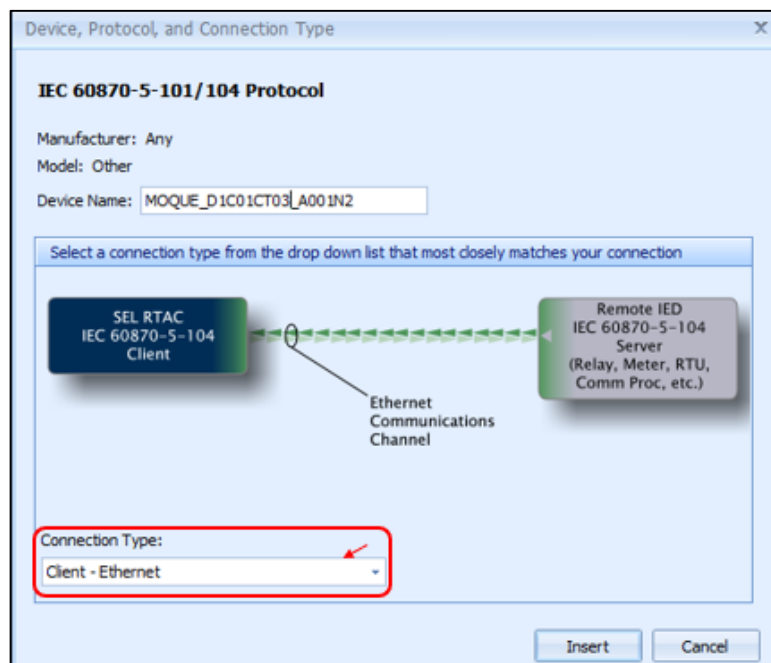 Device, Protocol, and Connection Type
IEC 60870-5-101/104 Protocol
Manufacturer: Any
Model: Other
Device Name: MOQUE_D1C01CT03_A001N2
Select a connection type from the drop down list that most closely matches your connection
SEL RTAC
IEC 60870-5-104
Client
Remote IED
IEC 60870-5-104
Server
(Relay, Meter, RTU,
Comm Proc, etc.)
Ethernet
Communications
Channel
Connection Type:
Client - Ethernet
Insert
Cancel